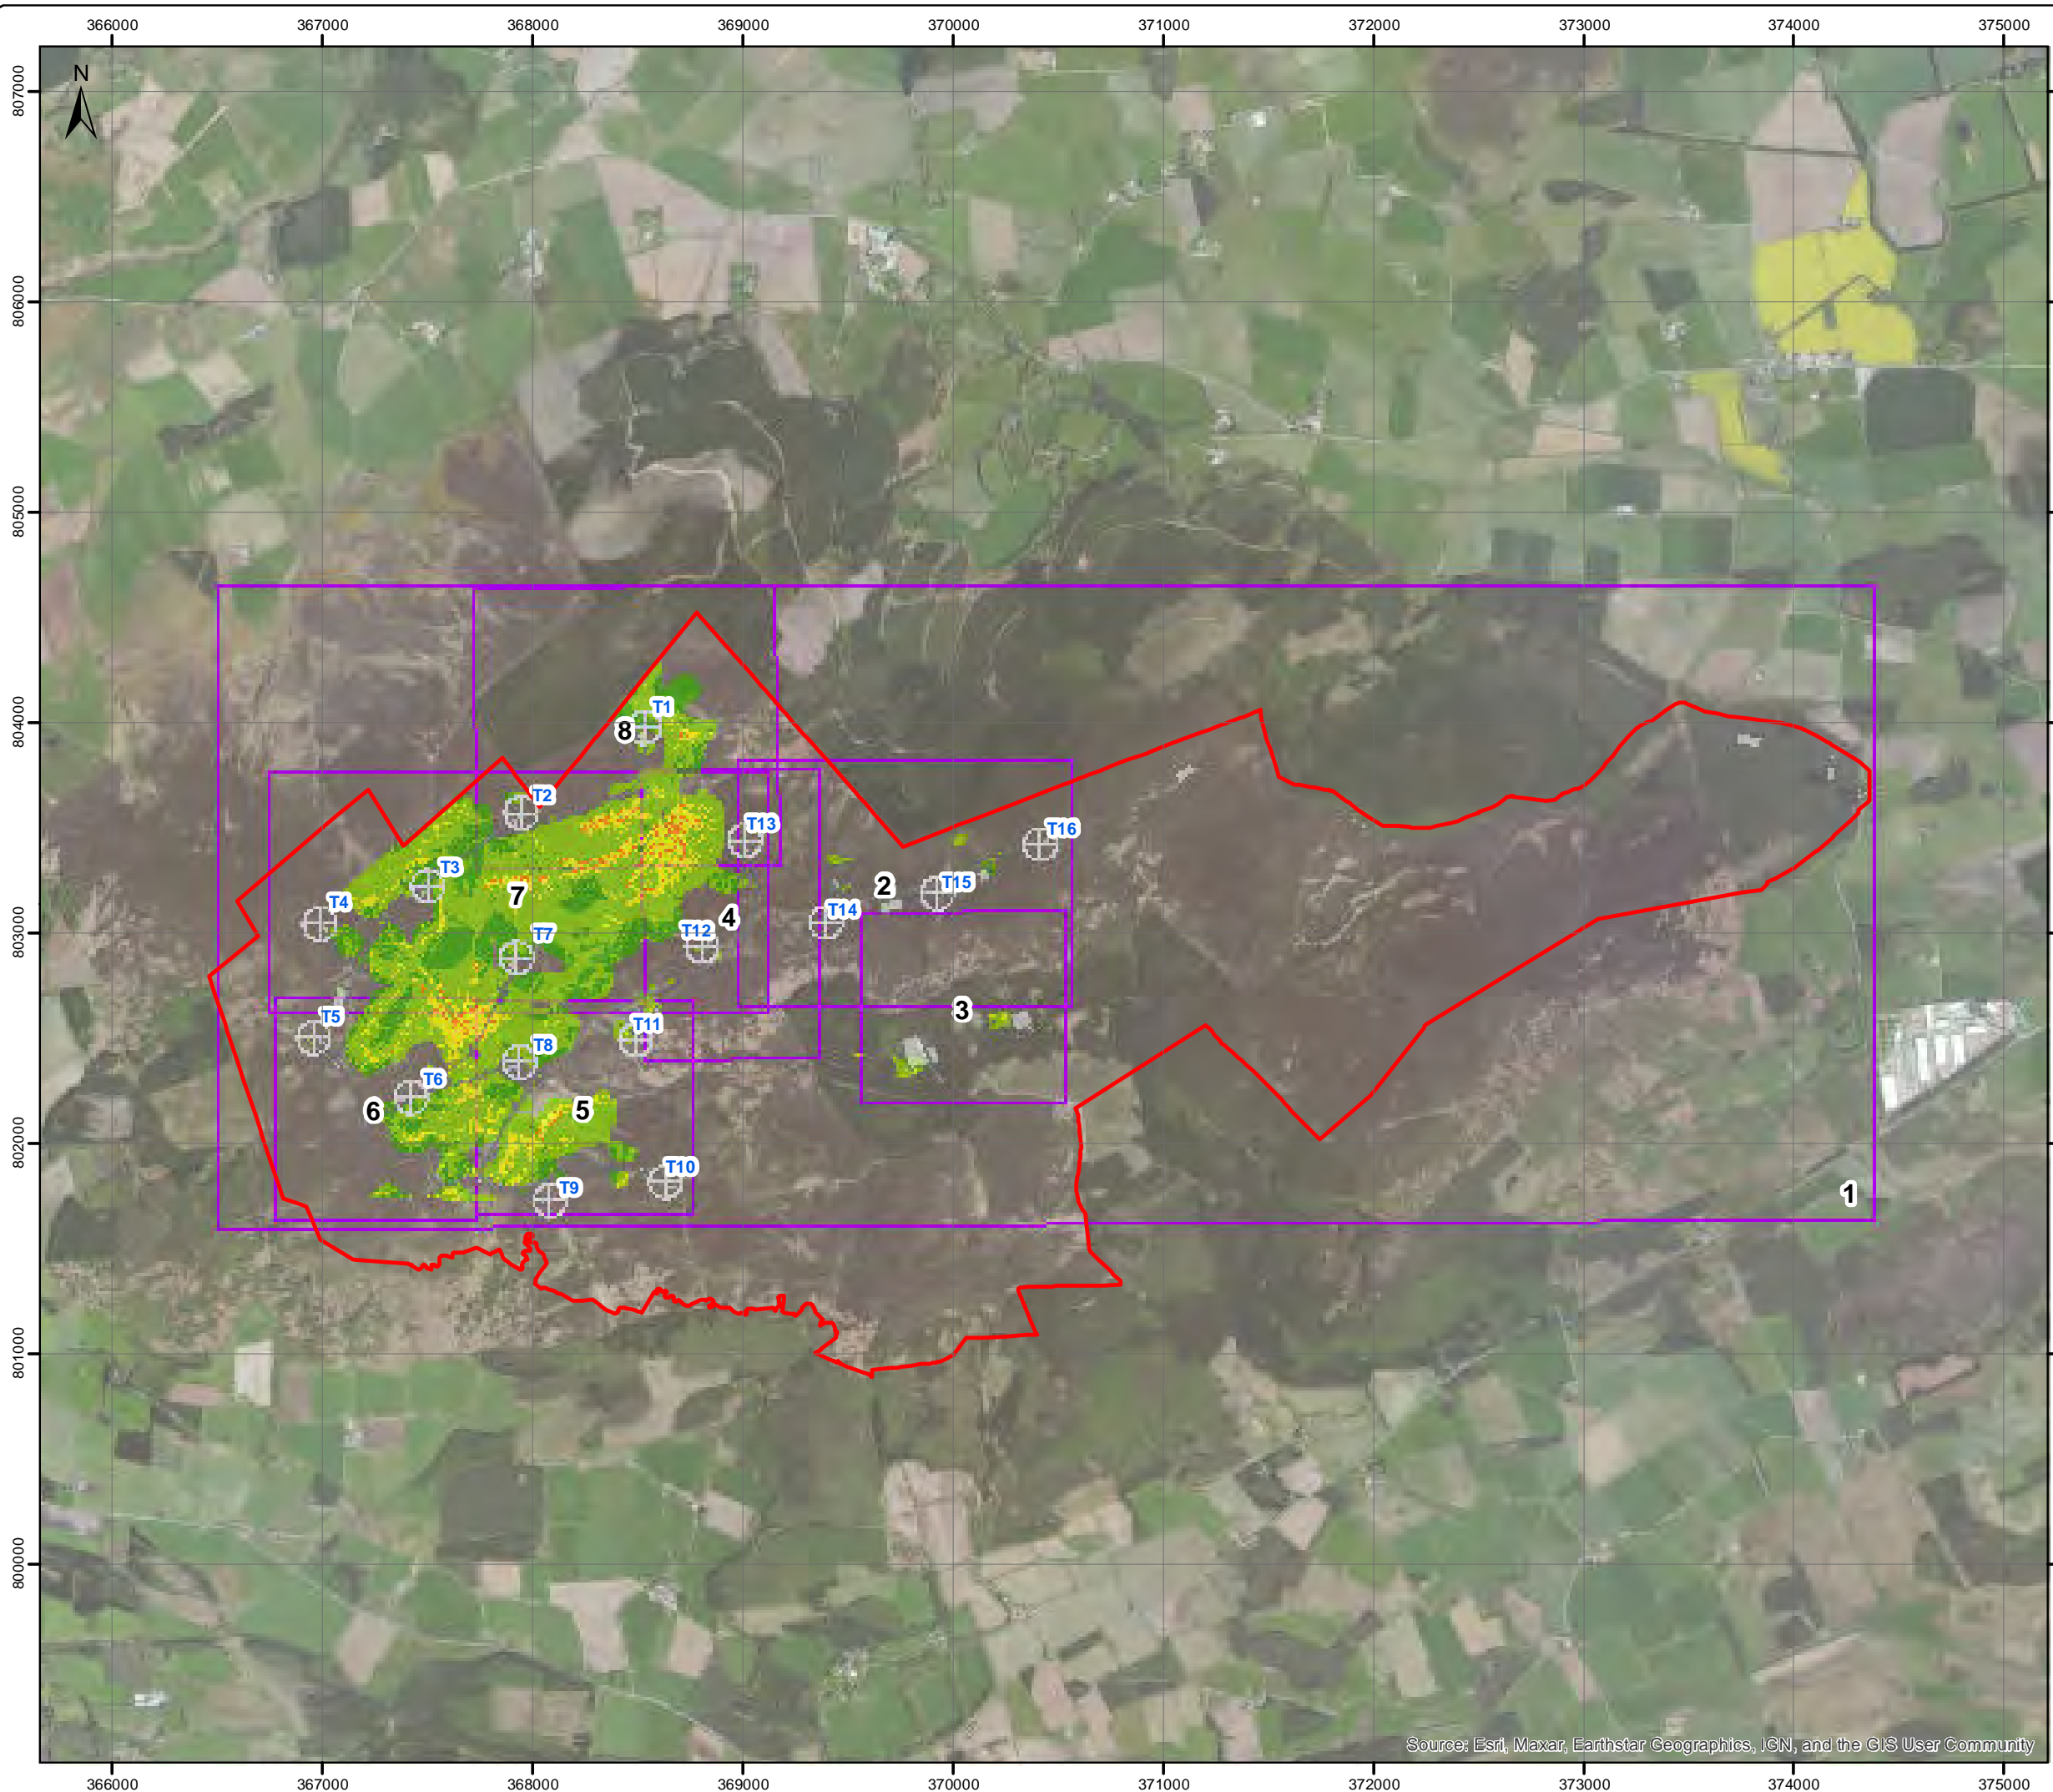 366000 367000 368000 369000 370000 371000 372000 373000 374000 375000
N
807000
806000
805000
804000
803000
802000
801000
800000
T1
8
T2
T13
T16
T3
7
2
T15
T4
4
T14
T12
T7
3
T5
T11
T8
T6
6
5
T10
T9
1
Source: Esri, Maxar, Earthstar Geographics, IGN, and the GIS User Community
366000 367000 368000 369000 370000 371000 372000 373000 374000 375000